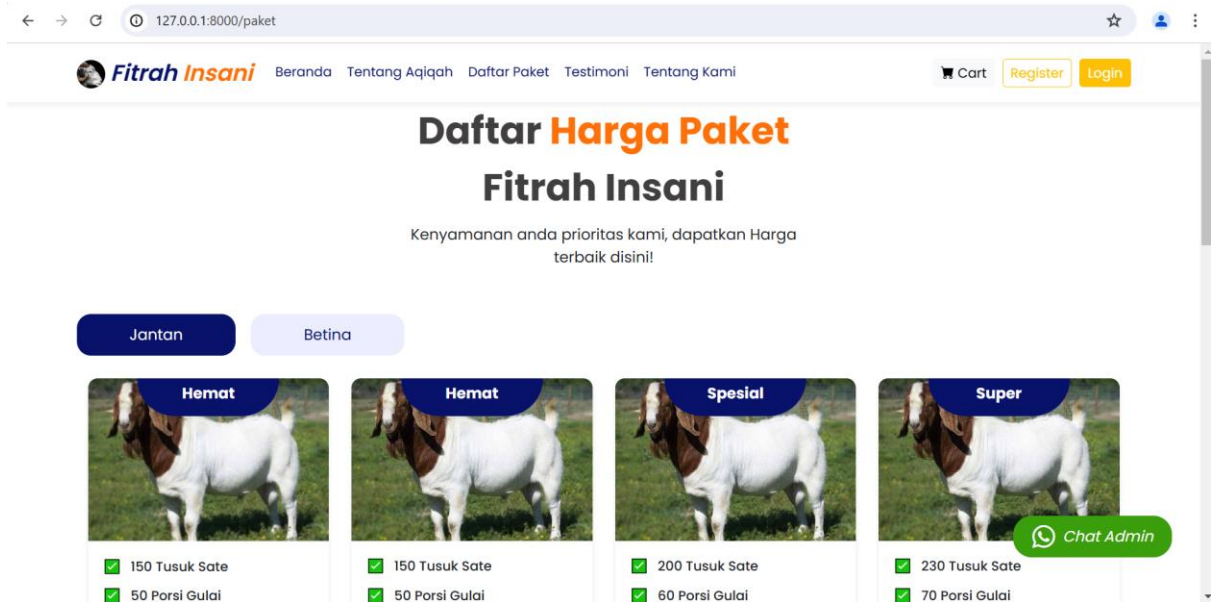 127.0.0.1:8000/paket
Fitrah Insani Beranda Tentang Aqiqah Daftar Paket Testimoni Tentang Kami Cart Register Login
Daftar Harga Paket
Fitrah Insani
Kenyamanan anda prioritas kami, dapatkan Harga
terbaik disini!
Jantan Betina
Hemat Hemat Spesial Super
Chat Admin
150 Tusuk Sate 150 Tusuk Sate 200 Tusuk Sate 230 Tusuk Sate
50 Porsi Gulai 50 Porsi Gulai 60 Porsi Gulai 70 Porsi Gulai